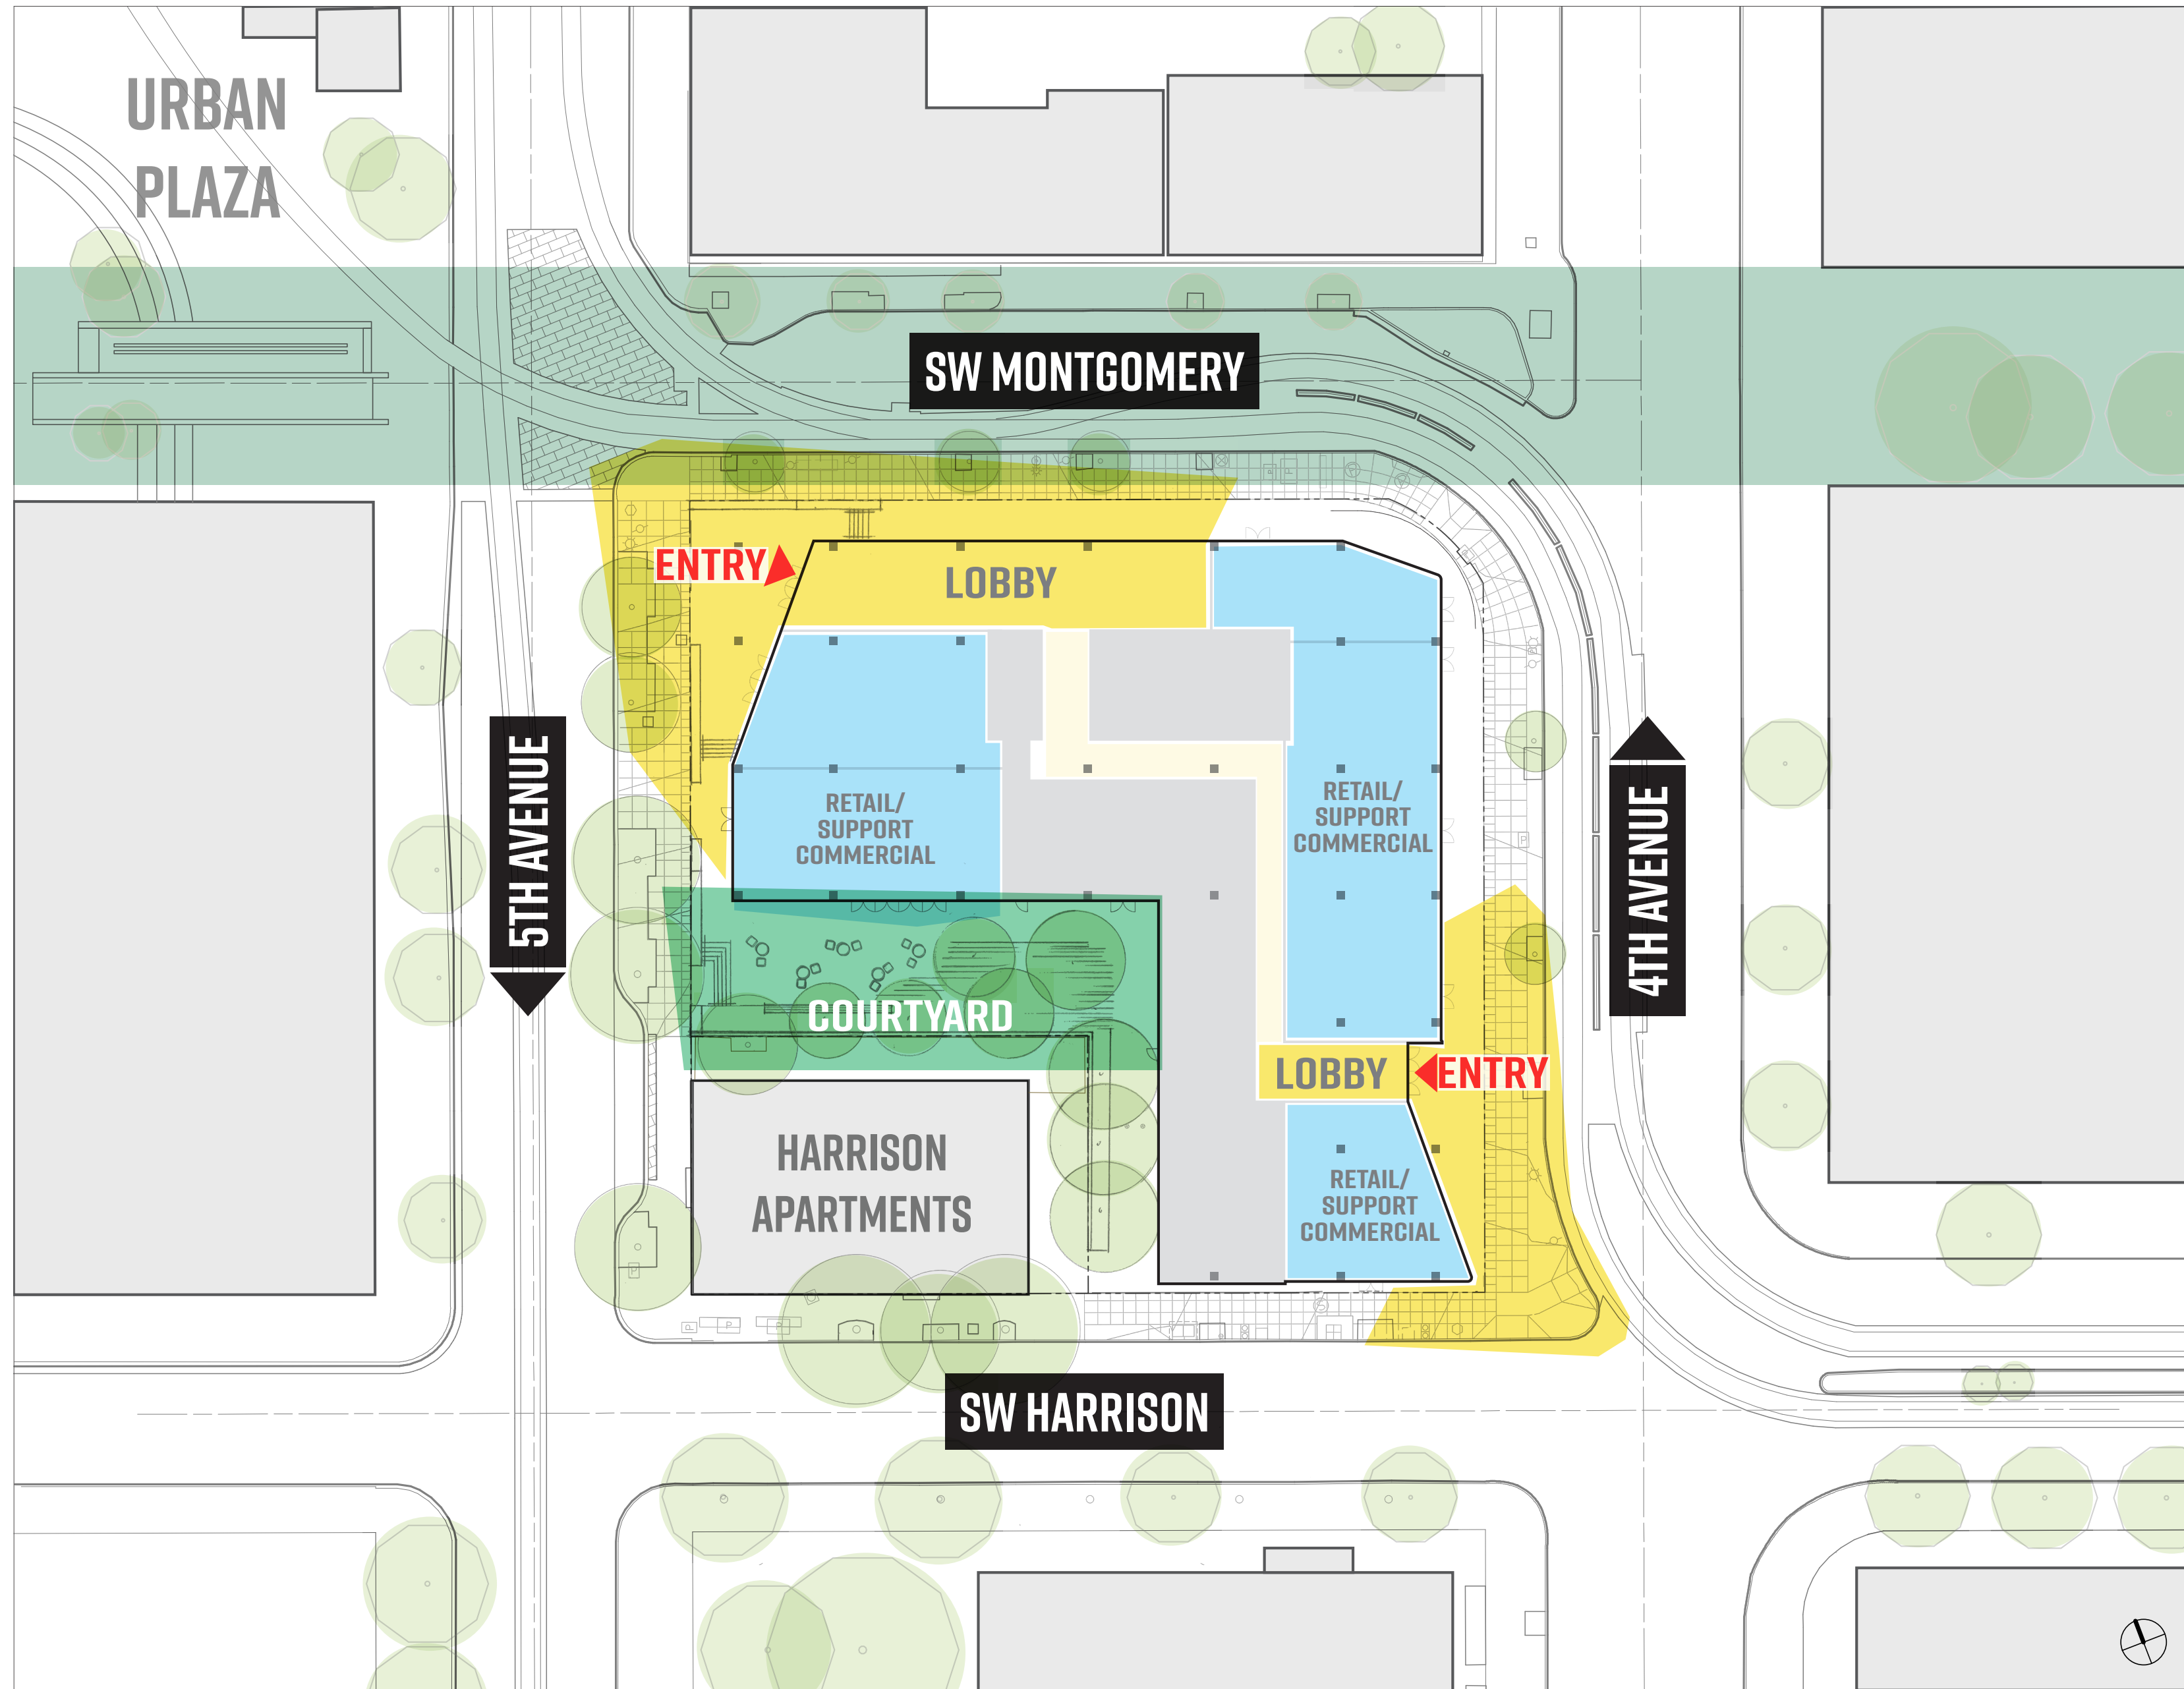 URBAN
PLAZA
SW MONTGOMERY
ENTRY
LOBBY
5TH AVENUE
RETAIL/
SUPPORT
COMMERCIAL
RETAIL/
SUPPORT
COMMERCIAL
4TH AVENUE
COURTYARD
LOBBY
ENTRY
HARRISON
APARTMENTS
RETAIL/
SUPPORT
COMMERCIAL
SW HARRISON